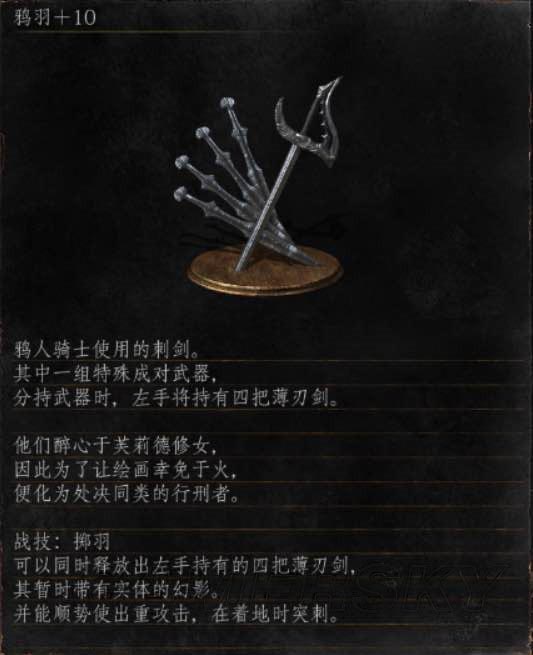 鸦羽+10
鸦人骑士使用的刺剑。
其中一组特殊成对武器，
分持武器时，左手将持有四把薄刃剑。
他们醉心于芙莉德修女，
因此为了让绘画幸免于火，
便化为处决同类的行刑者。
战技：掷羽
可以同时释放出左手持有的四把薄刃剑，
其暂时带有实体的幻影。
并能顺势使出重攻击，在着地时突刺。